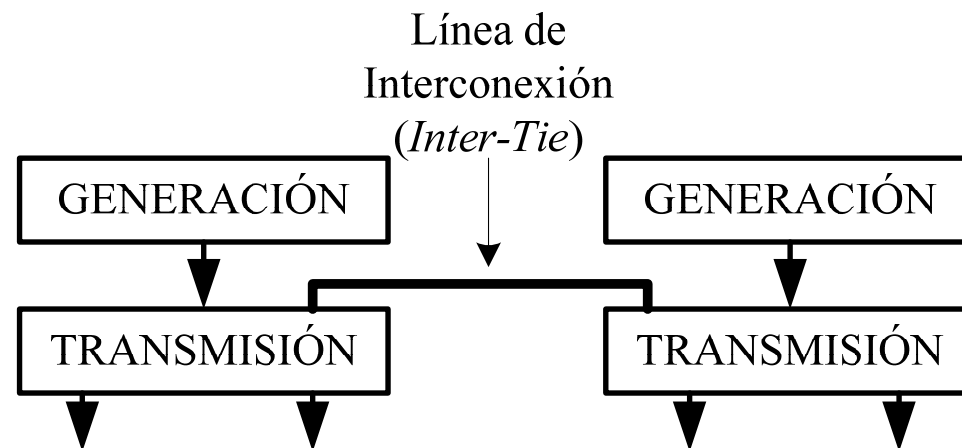 Línea de
Interconexión
(Inter-Tie)
GENERACIÓN
GENERACIÓN
TRANSMISIÓN
TRANSMISIÓN